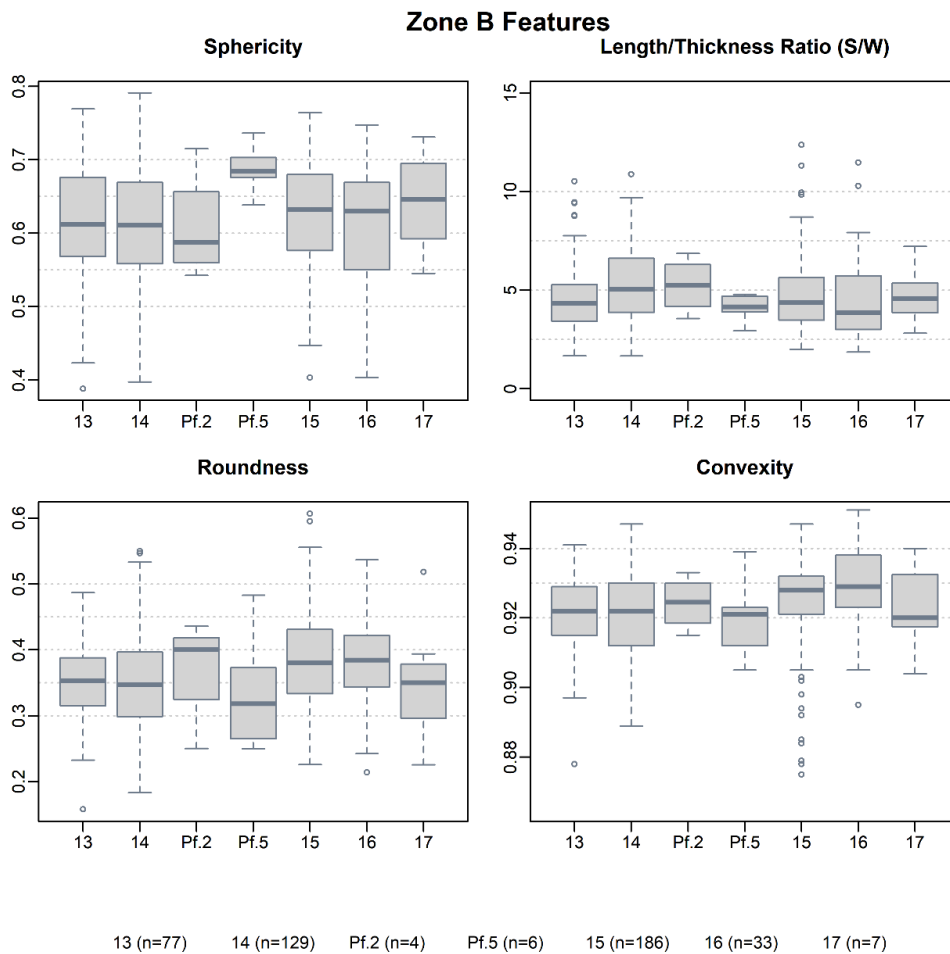 Zone B Features
Sphericity
0.8
0.7
0.6
0.5
0.4
13 14 Pf.2 Pf.5 15 16 17
Length/Thickness Ratio (S/W)
15
10
5
0
13 14 Pf.2 Pf.5 15 16 17
Roundness
0.6
0.5
0.4
0.3
0.2
13 14 Pf.2 Pf.5 15 16 17
Convexity
0.94
0.92
0.90
0.88
13 14 Pf.2 Pf.5 15 16 17
13 (n=77) 14 (n=129) Pf.2 (n=4) Pf.5 (n=6) 15 (n=186) 16 (n=33) 17 (n=7)